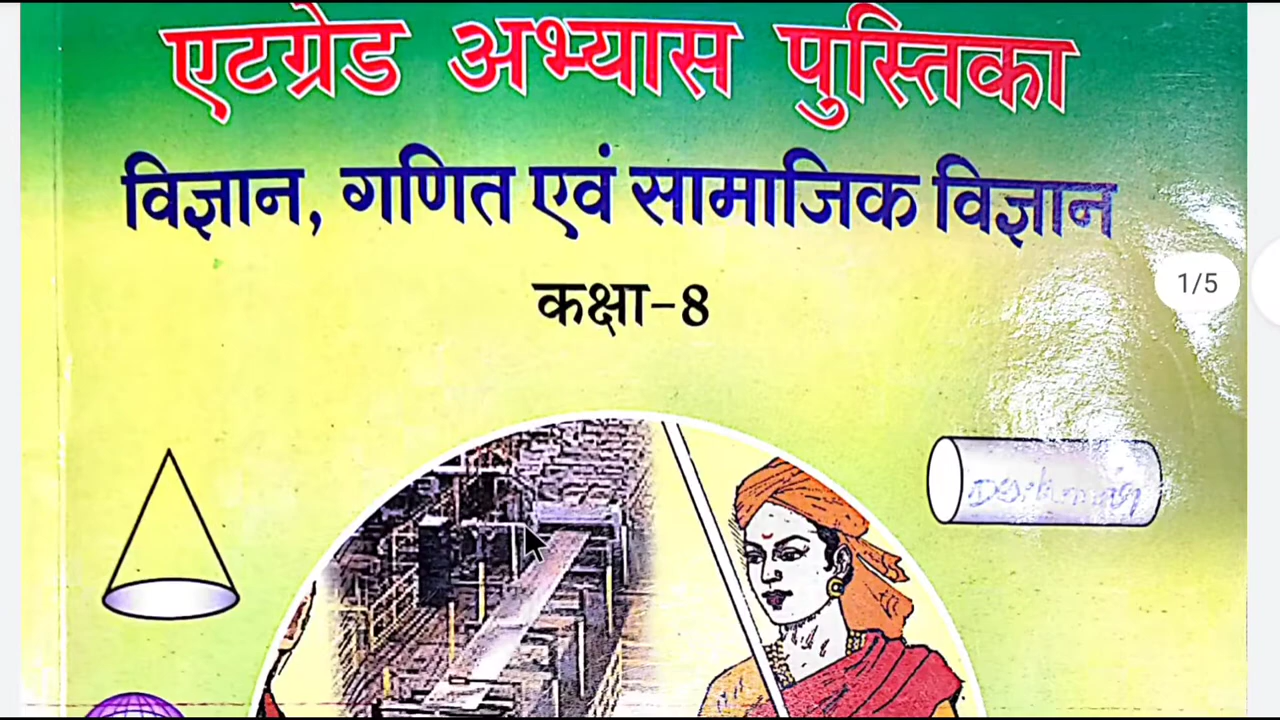 एटग्रेड अभ्यास पुस्तिका
विज्ञान, गणित एवं सामाजिक विज्ञान
कक्षा-8
1/5